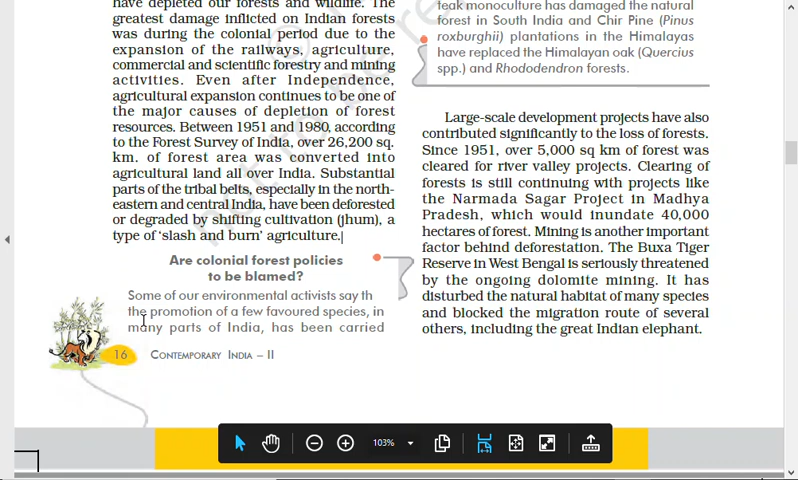 have depleted our forests and wildlife. The
greatest damage inflicted on Indian forests
was during the colonial period due to the
expansion of the railways, agriculture,
commercial and scientific forestry and mining
activities. Even after Independence,
agricultural expansion continues to be one of
the major causes of depletion of forest
resources. Between 1951 and 1980, according
to the Forest Survey of India, over 26,200 sq.
km. of forest area was converted into
agricultural land all over India. Substantial
parts of the tribal belts, especially in the north-
eastern and central India, have been deforested
or degraded by shifting cultivation (jhum), a
type of ‘slash and burn’ agriculture.
Are colonial forest policies
to be blamed?
Some of our environmental activists say th
the promotion of a few favoured species, in
many parts of India, has been carried
16 CONTEMPORARY INDIA – II
teak monoculture has damaged the natural
forest in South India and Chir Pine (Pinus
roxburghii) plantations in the Himalayas
have replaced the Himalayan oak (Quercius
spp.) and Rhododendron forests.
Large-scale development projects have also
contributed significantly to the loss of forests.
Since 1951, over 5,000 sq km of forest was
cleared for river valley projects. Clearing of
forests is still continuing with projects like
the Narmada Sagar Project in Madhya
Pradesh, which would inundate 40,000
hectares of forest. Mining is another important
factor behind deforestation. The Buxa Tiger
Reserve in West Bengal is seriously threatened
by the ongoing dolomite mining. It has
disturbed the natural habitat of many species
and blocked the migration route of several
others, including the great Indian elephant.
103%